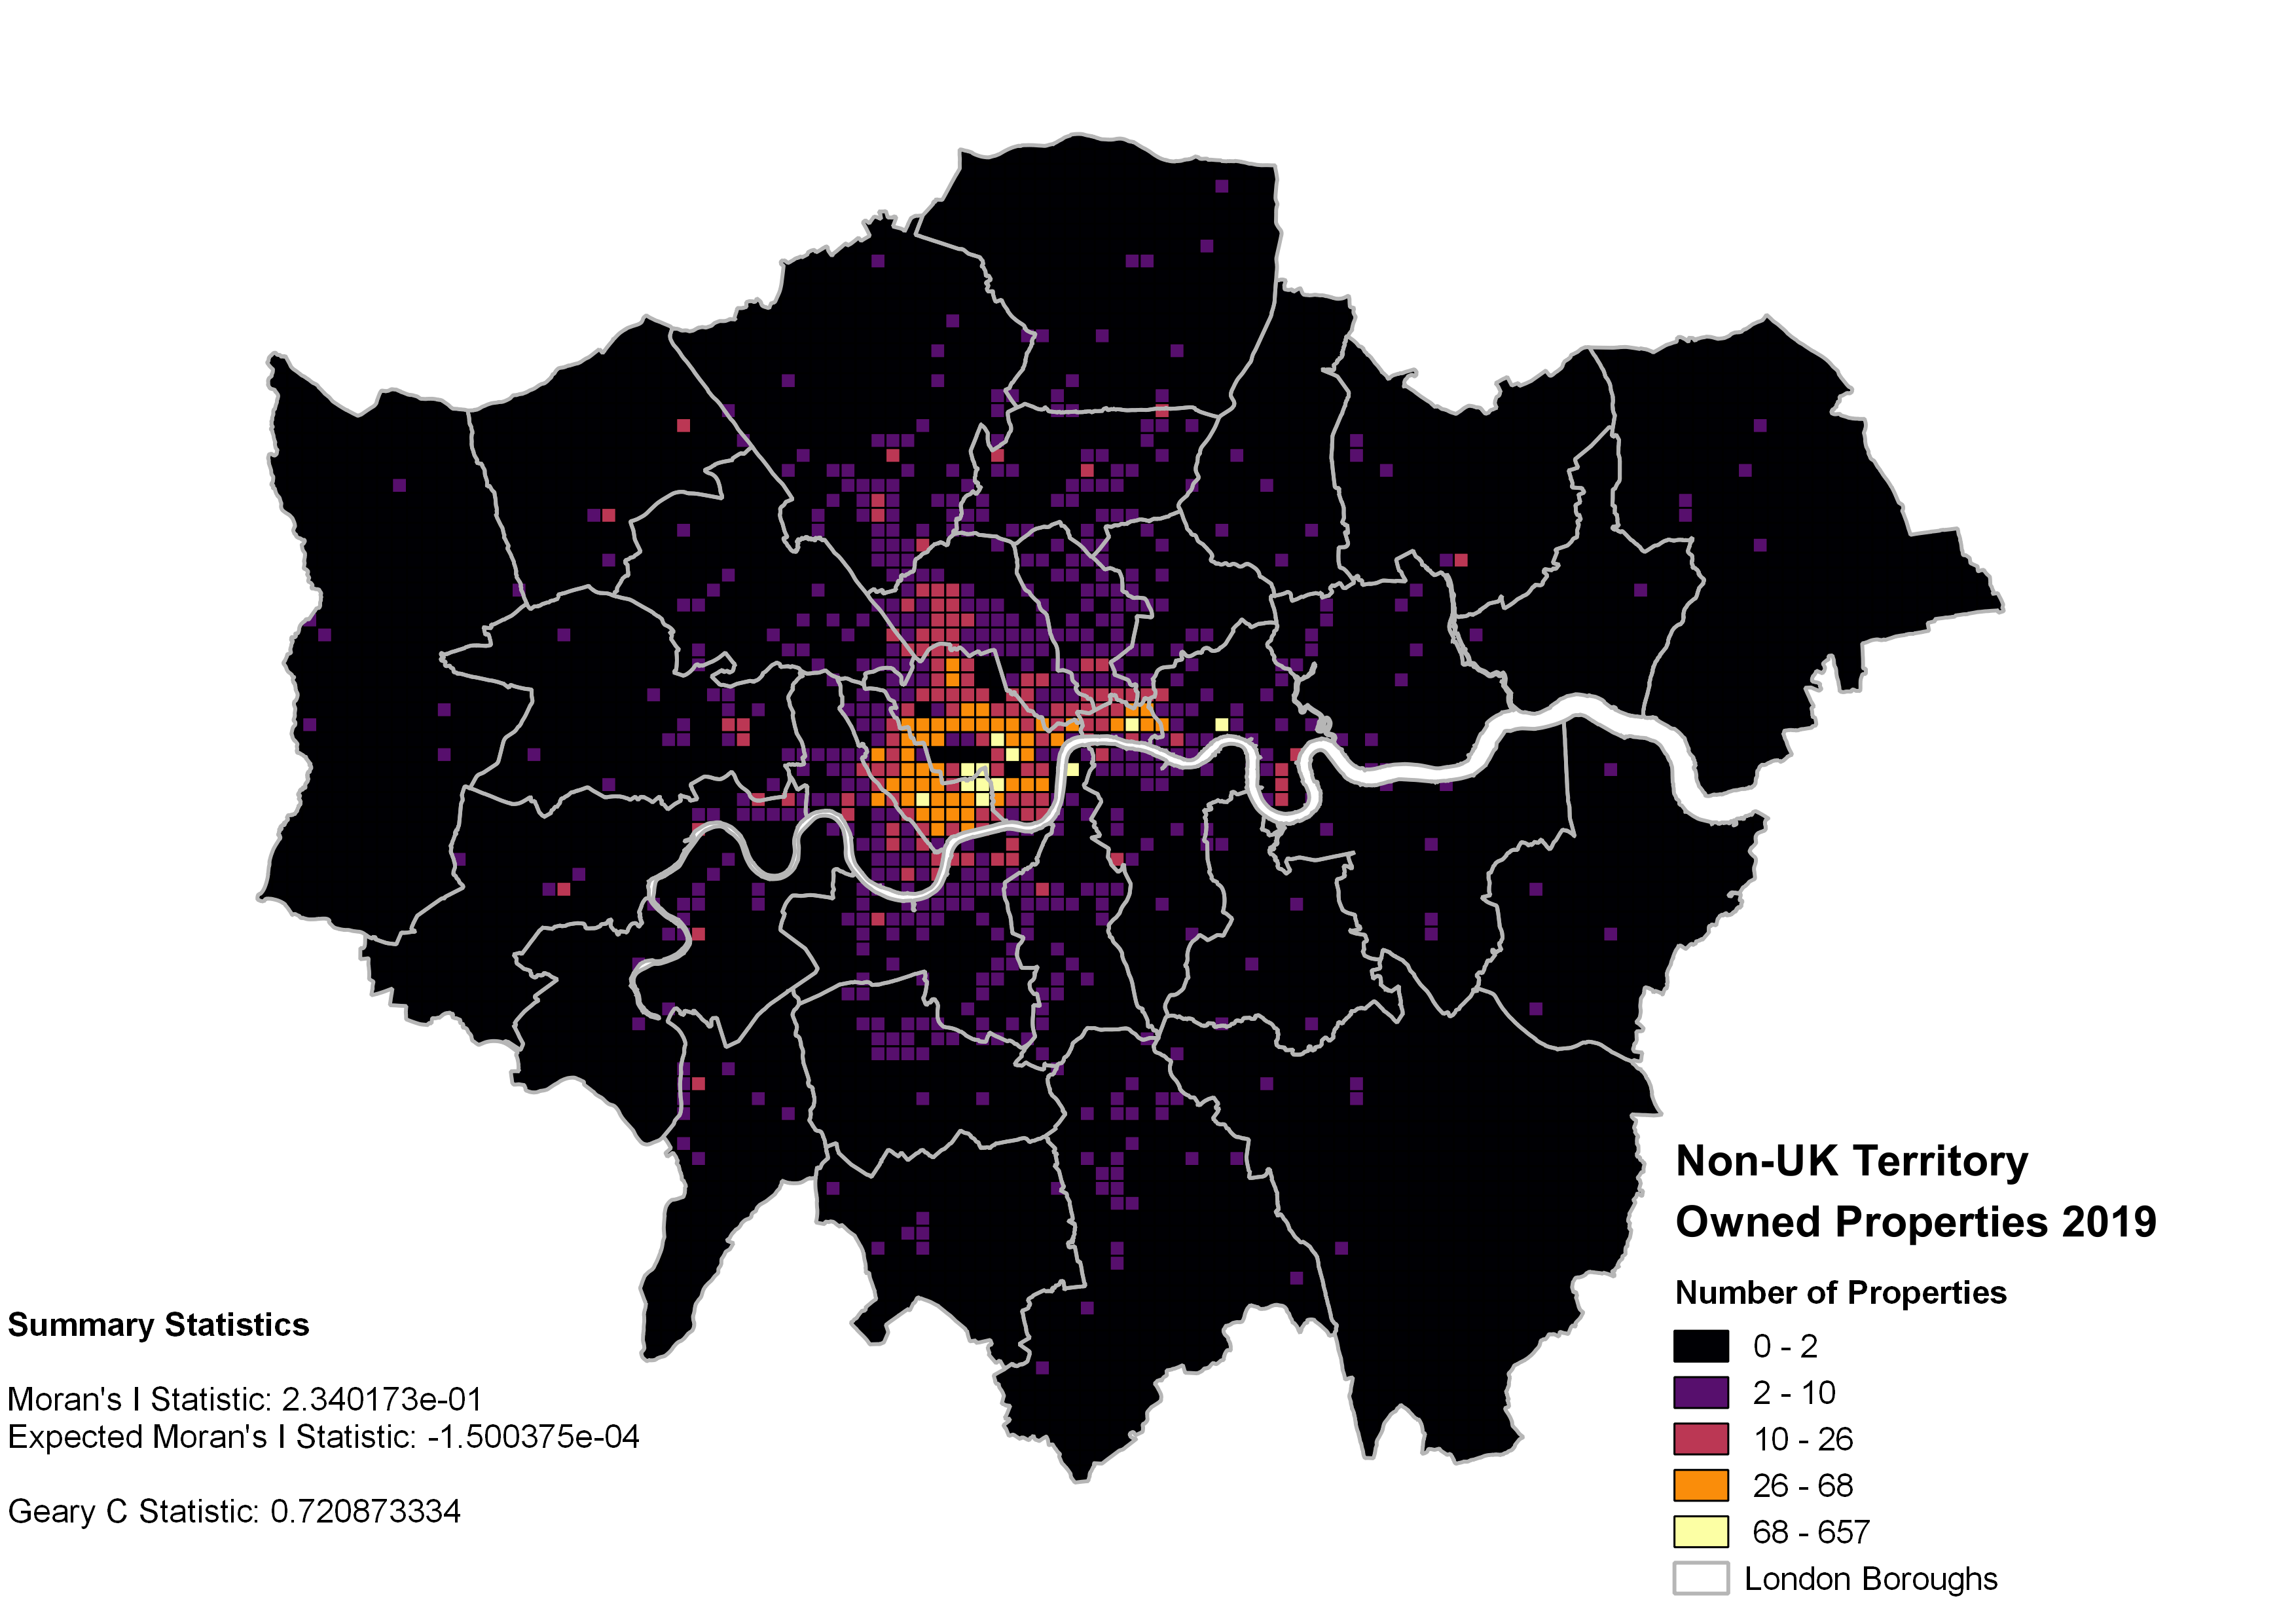 Non-UK Territory
Owned Properties 2019
Number of Properties
0 - 2
2 - 10
10 - 26
26 - 68
68 - 657
London Boroughs
Summary Statistics
Moran's I Statistic: 2.340173e-01
Expected Moran's I Statistic: -1.500375e-04
Geary C Statistic: 0.720873334